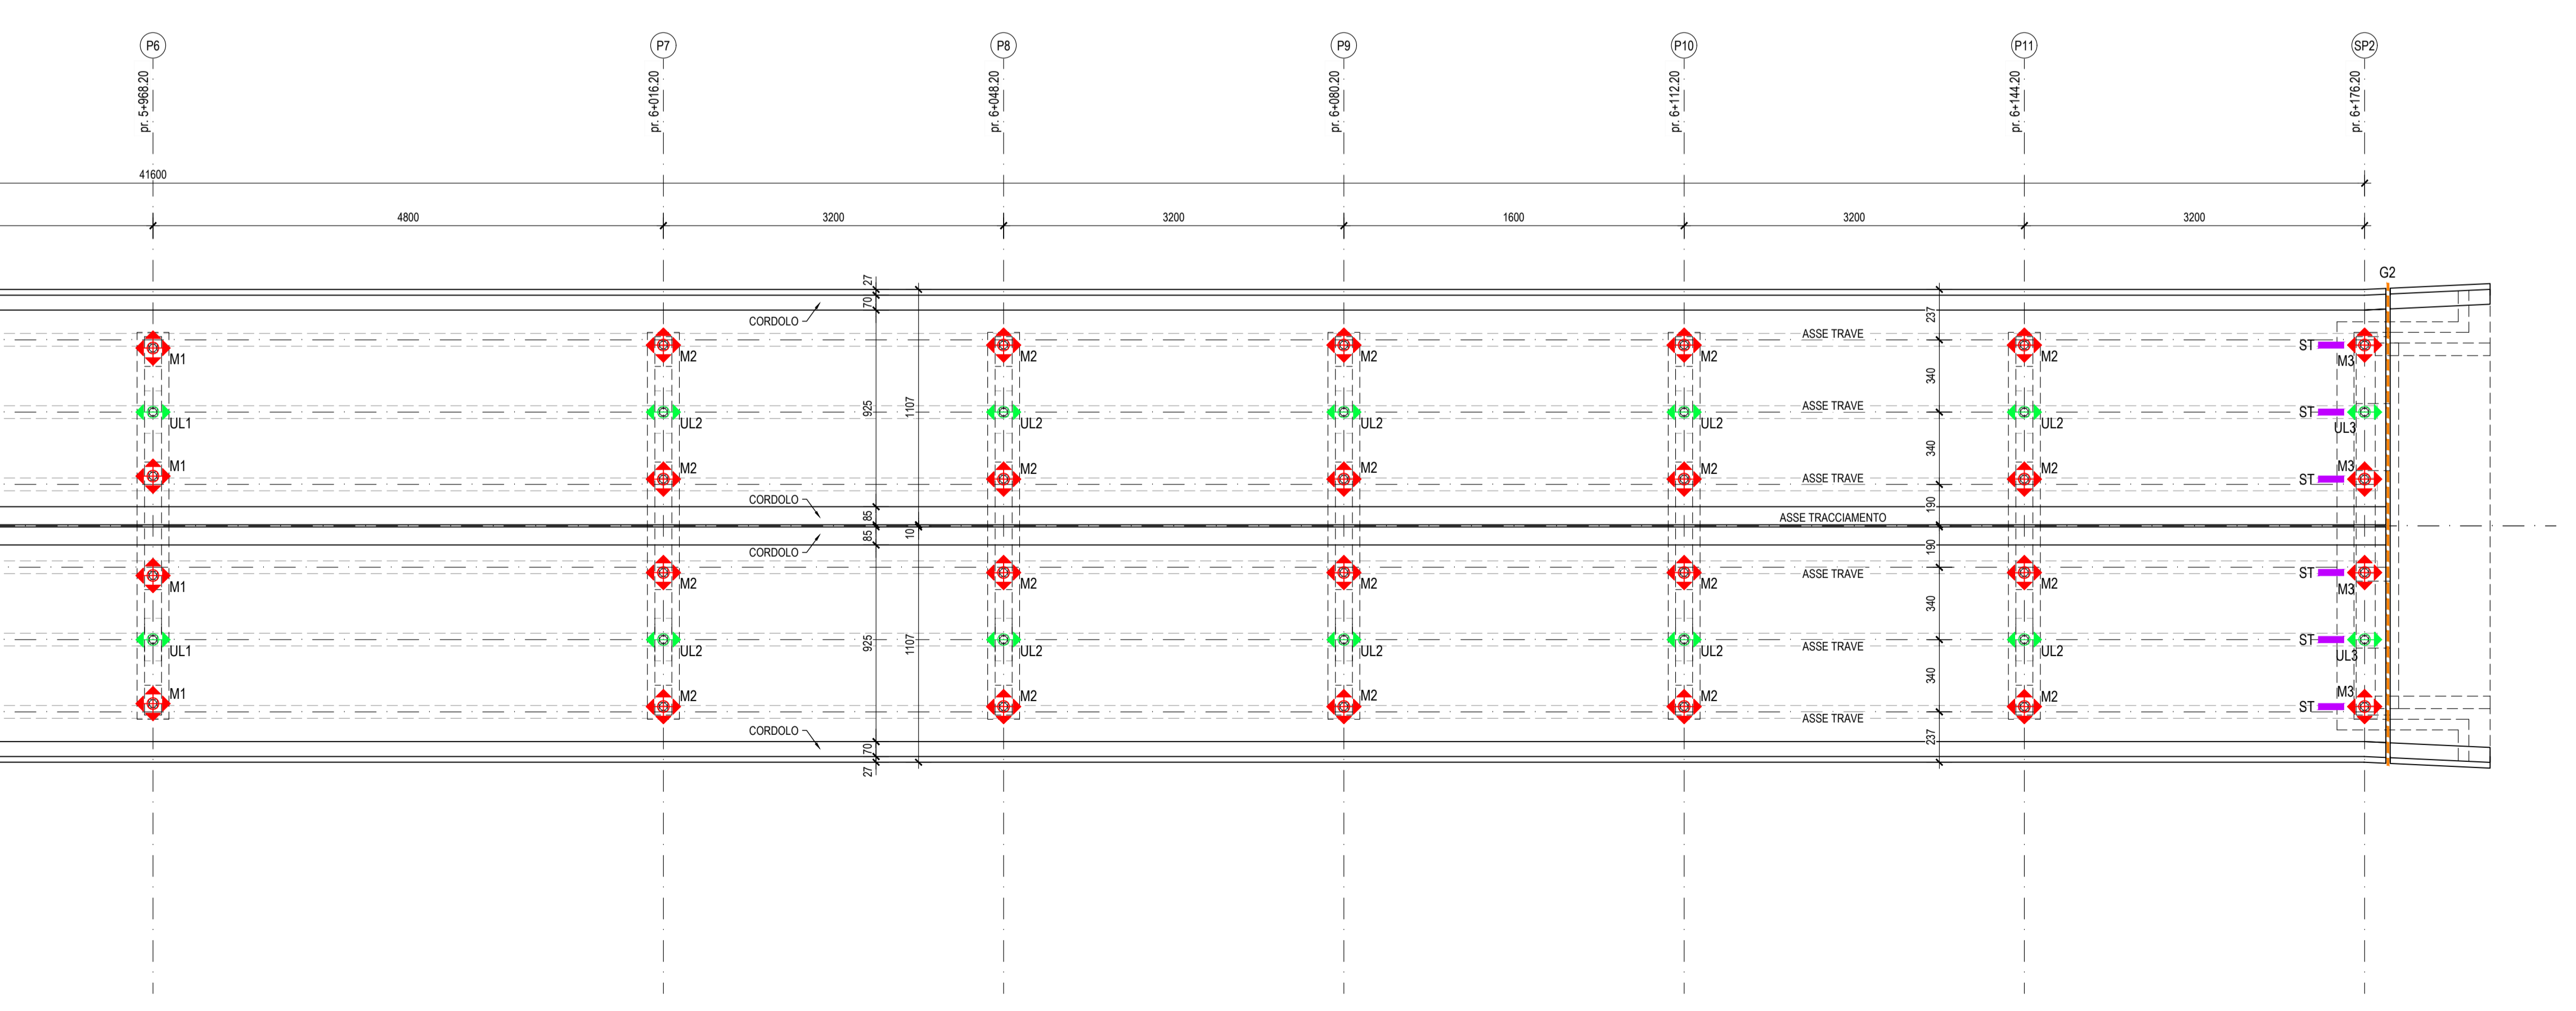 P6 P7 P8 P9 P10 P11 SP2
pr. 5+968.20 pr. 6+016.20 pr. 6+048.20 pr. 6+080.20 pr. 6+112.20 pr. 6+144.20 pr. 6+176.20
41600
4800 3200 3200 1600 3200 3200
G2
27
70
237
CORDOLO
ASSE TRAVE
M1 M2 M2 M2 M2 M2 ST M3
340
925 1107
ASSE TRAVE
UL1 UL2 UL2 UL2 UL2 UL2 ST UL3
340
M1 M2 M2 M2 M2 M2 M3
ASSE TRAVE
ST
CORDOLO
85 190
ASSE TRACCIAMENTO
10
85 190
CORDOLO
ASSE TRAVE
M1 M2 M2 M2 M2 M2 ST M3
340
925 1107
ASSE TRAVE
UL1 UL2 UL2 UL2 UL2 UL2 ST UL3
340
M1 M2 M2 M2 M2 M2 M3
ST
ASSE TRAVE
CORDOLO
237
70
27